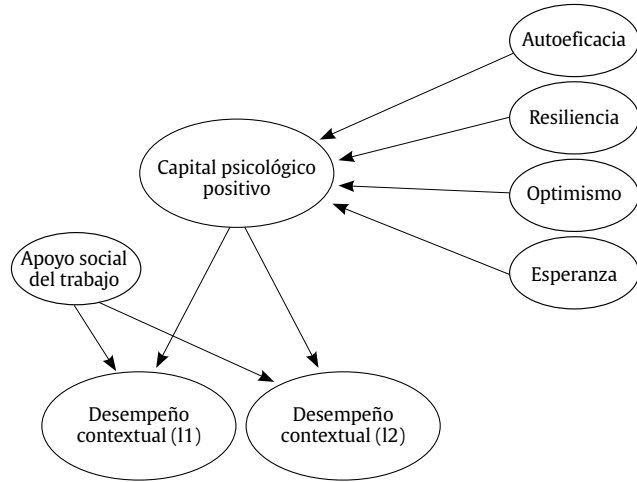 Autoeficacia
Resiliencia
Capital psicológico
positivo
Optimismo
Apoyo social
del trabajo
Esperanza
Desempeño
contextual (l1)
Desempeño
contextual (l2)